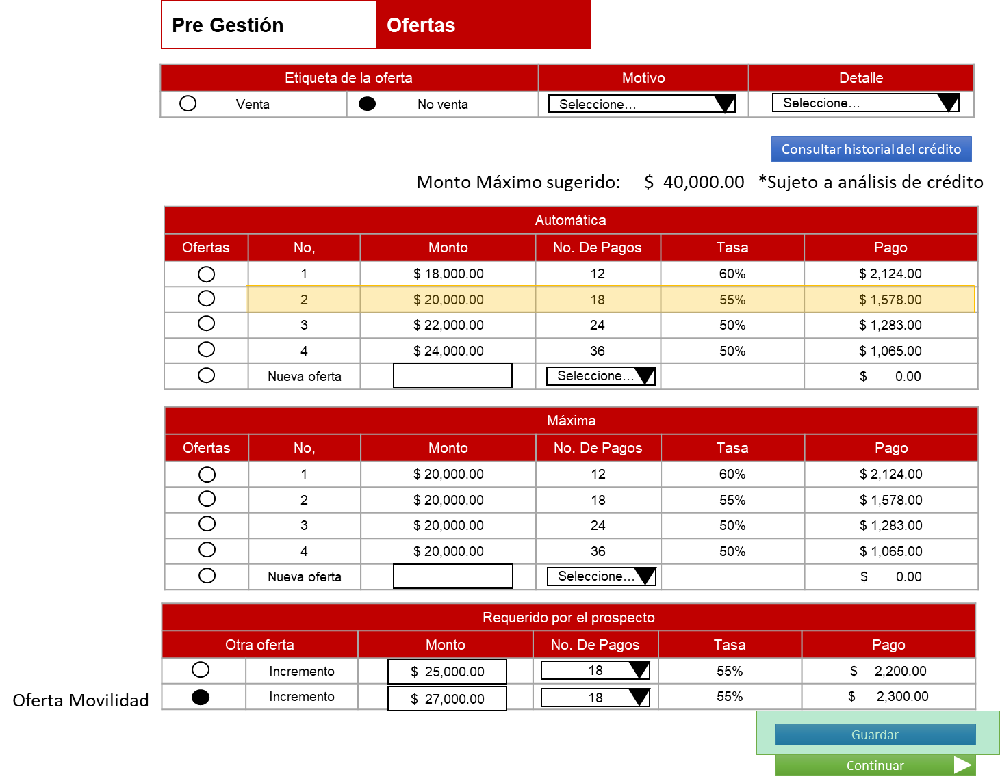 Pre Gestión Ofertas
Etiqueta de la oferta Motivo Detalle
Venta No venta Seleccione... Seleccione...
Consultar historial del crédito
Monto Máximo sugerido: $ 40,000.00 *Sujeto a análisis de crédito
Automática
Ofertas No, Monto No. De Pagos Tasa Pago
1 $ 18,000.00 12 60% $ 2,124.00
2 $ 20,000.00 18 55% $ 1,578.00
3 $ 22,000.00 24 50% $ 1,283.00
4 $ 24,000.00 36 50% $ 1,065.00
Nueva oferta Seleccione... $ 0.00
Máxima
Ofertas No, Monto No. De Pagos Tasa Pago
1 $ 20,000.00 12 60% $ 2,124.00
2 $ 20,000.00 18 55% $ 1,578.00
3 $ 20,000.00 24 50% $ 1,283.00
4 $ 20,000.00 36 50% $ 1,065.00
Nueva oferta Seleccione... $ 0.00
Requerido por el prospecto
Otra oferta Monto No. De Pagos Tasa Pago
Incremento $ 25,000.00 18 55% $ 2,200.00
Oferta Movilidad Incremento $ 27,000.00 18 55% $ 2,300.00
Guardar
Continuar